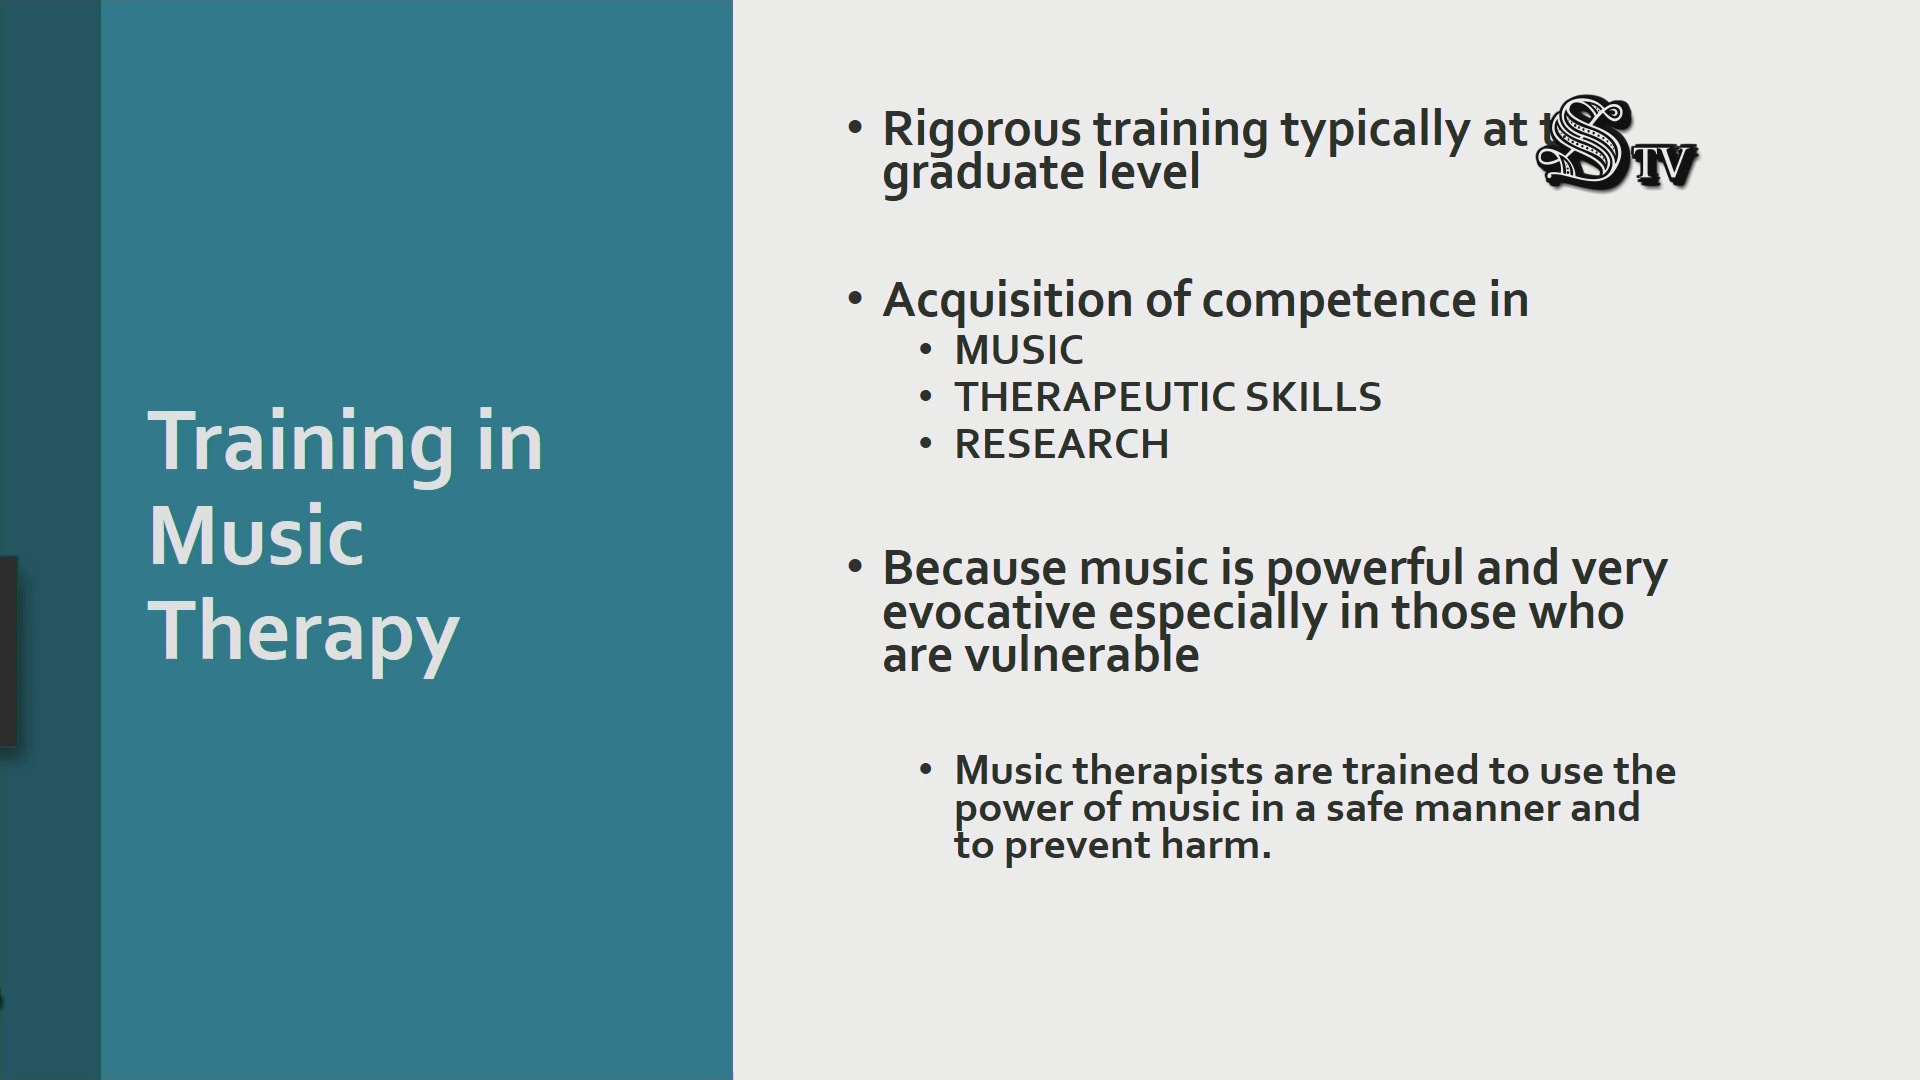 Training in
Music
Therapy
• Rigorous training typically at
graduate level
• Acquisition of competence in
• MUSIC
• THERAPEUTIC SKILLS
• RESEARCH
• Because music is powerful and very
evocative especially in those who
are vulnerable
• Music therapists are trained to use the
power of music in a safe manner and
to prevent harm.
S TV